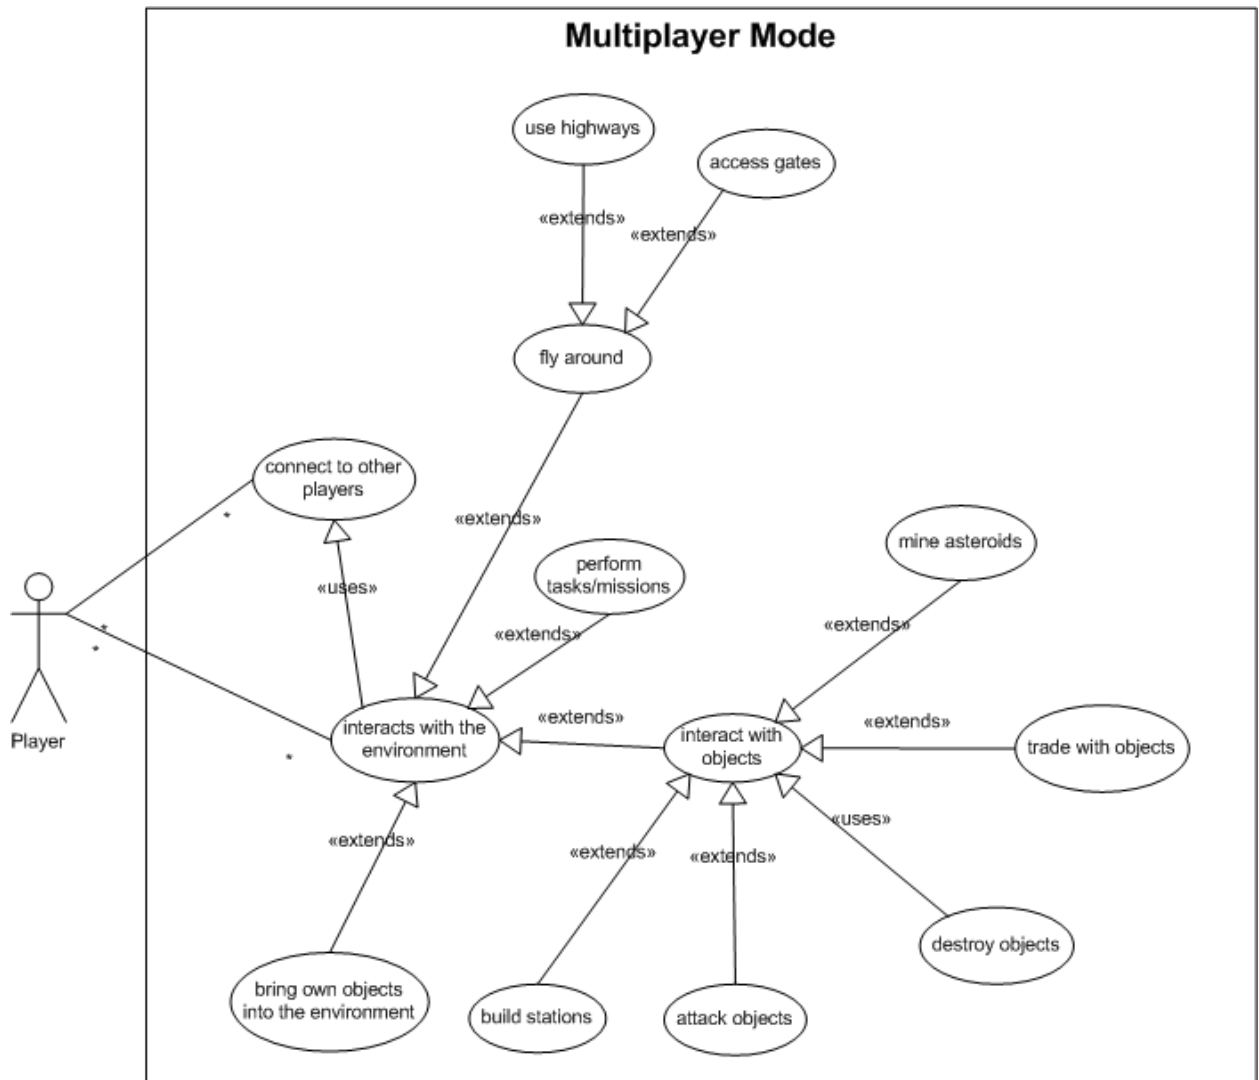 Multiplayer Mode
use highways
access gates
«extends»
«extends»
fly around
connect to other
players
*
«extends»
mine asteroids
perform
tasks/missions
«uses»
«extends»
«extends»
*
*
Player
interacts with the
environment
«extends»
interact with
objects
«extends»
trade with objects
*
«extends»
«extends»
«extends»
«uses»
destroy objects
bring own objects
into the environment
build stations
attack objects